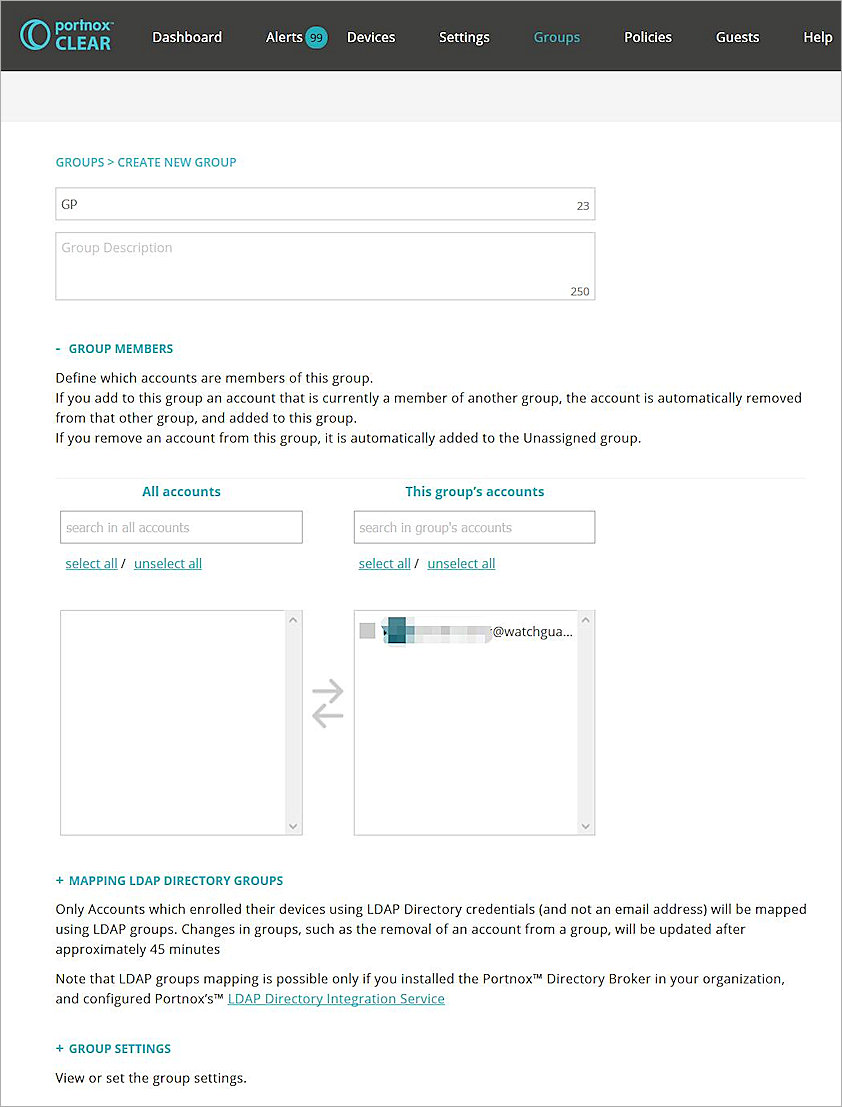 portnox™
CLEAR
Dashboard Alerts 99 Devices Settings Groups Policies Guests Help
GROUPS > CREATE NEW GROUP
GP 23
Group Description
250
- GROUP MEMBERS
Define which accounts are members of this group.
If you add to this group an account that is currently a member of another group, the account is automatically removed
from that other group, and added to this group.
If you remove an account from this group, it is automatically added to the Unassigned group.
All accounts This group's accounts
search in all accounts search in group's accounts
select all / unselect all select all / unselect all
@watchgua...
+ MAPPING LDAP DIRECTORY GROUPS
Only Accounts which enrolled their devices using LDAP Directory credentials (and not an email address) will be mapped
using LDAP groups. Changes in groups, such as the removal of an account from a group, will be updated after
approximately 45 minutes
Note that LDAP groups mapping is possible only if you installed the Portnox™ Directory Broker in your organization,
and configured Portnox's™ LDAP Directory Integration Service
+ GROUP SETTINGS
View or set the group settings.